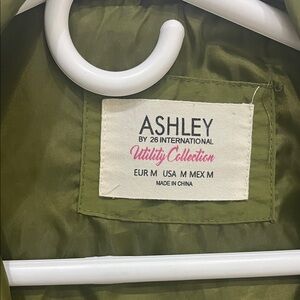 ASHLEY
BY 26 INTERNATIONAL
Utility Collection
EUR M USA M MEX M
MADE IN CHINA